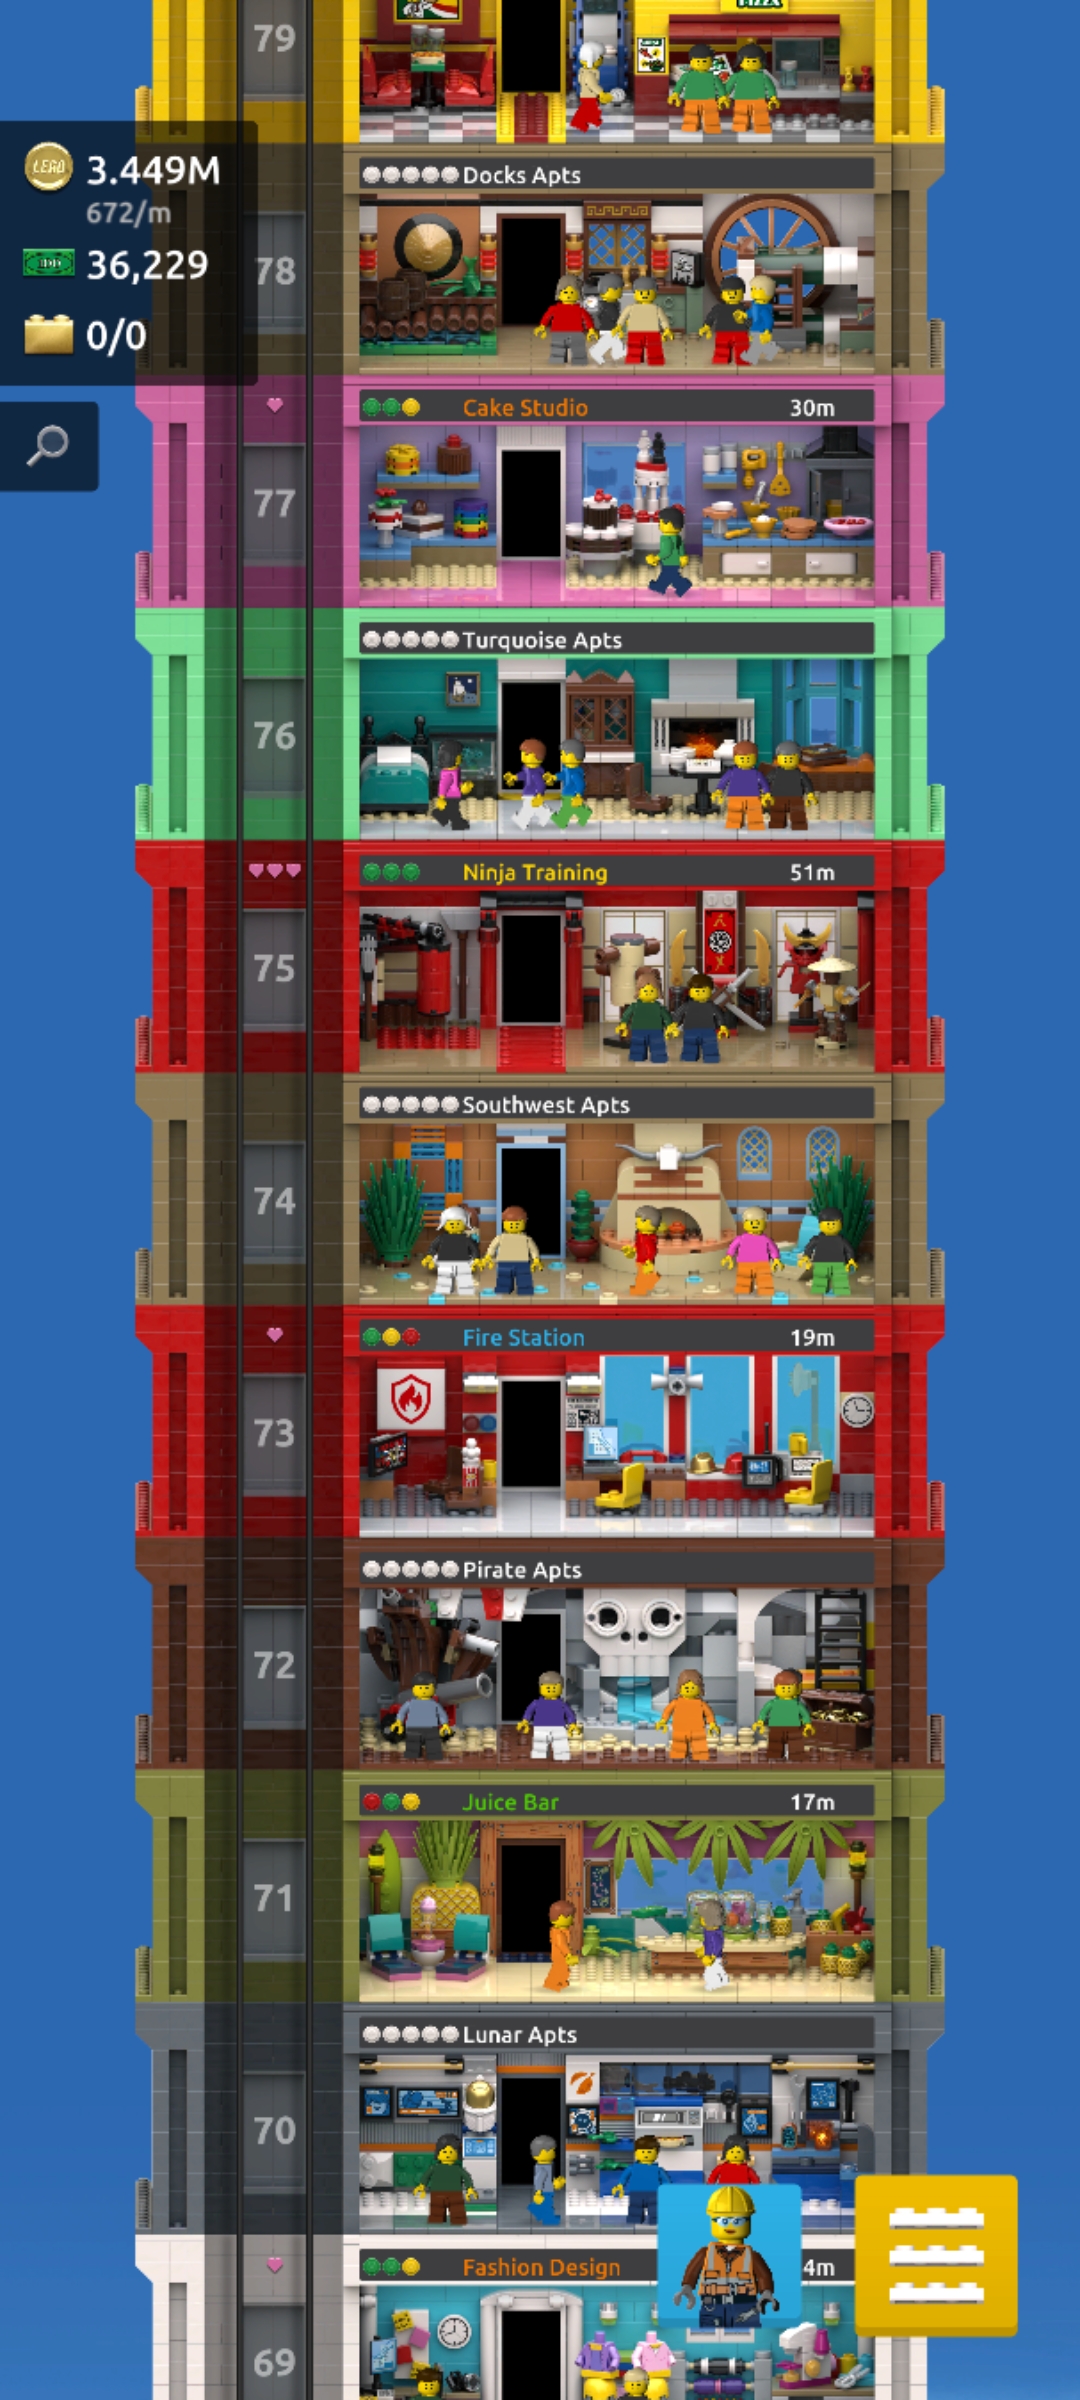 PIZZA
79
LEGO
3.449M
672/m
36,229
0/0
Docks Apts
78
Cake Studio 30m
77
Turquoise Apts
76
Ninja Training 51m
75
Southwest Apts
74
Fire Station 19m
73
Pirate Apts
72
Juice Bar 17m
71
Lunar Apts
70
Fashion Design 4m
69